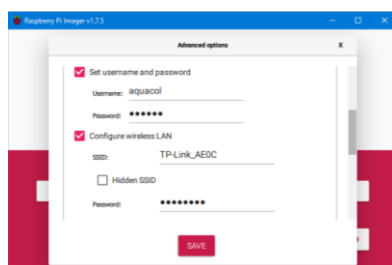 Raspberry Pi Imager v1.7.5
Advanced options
X
Set username and password
Username: aquacol
Password: ••••••
Configure wireless LAN
SSID: TP-Link_AE0C
Hidden SSID
Password: ••••••••
SAVE